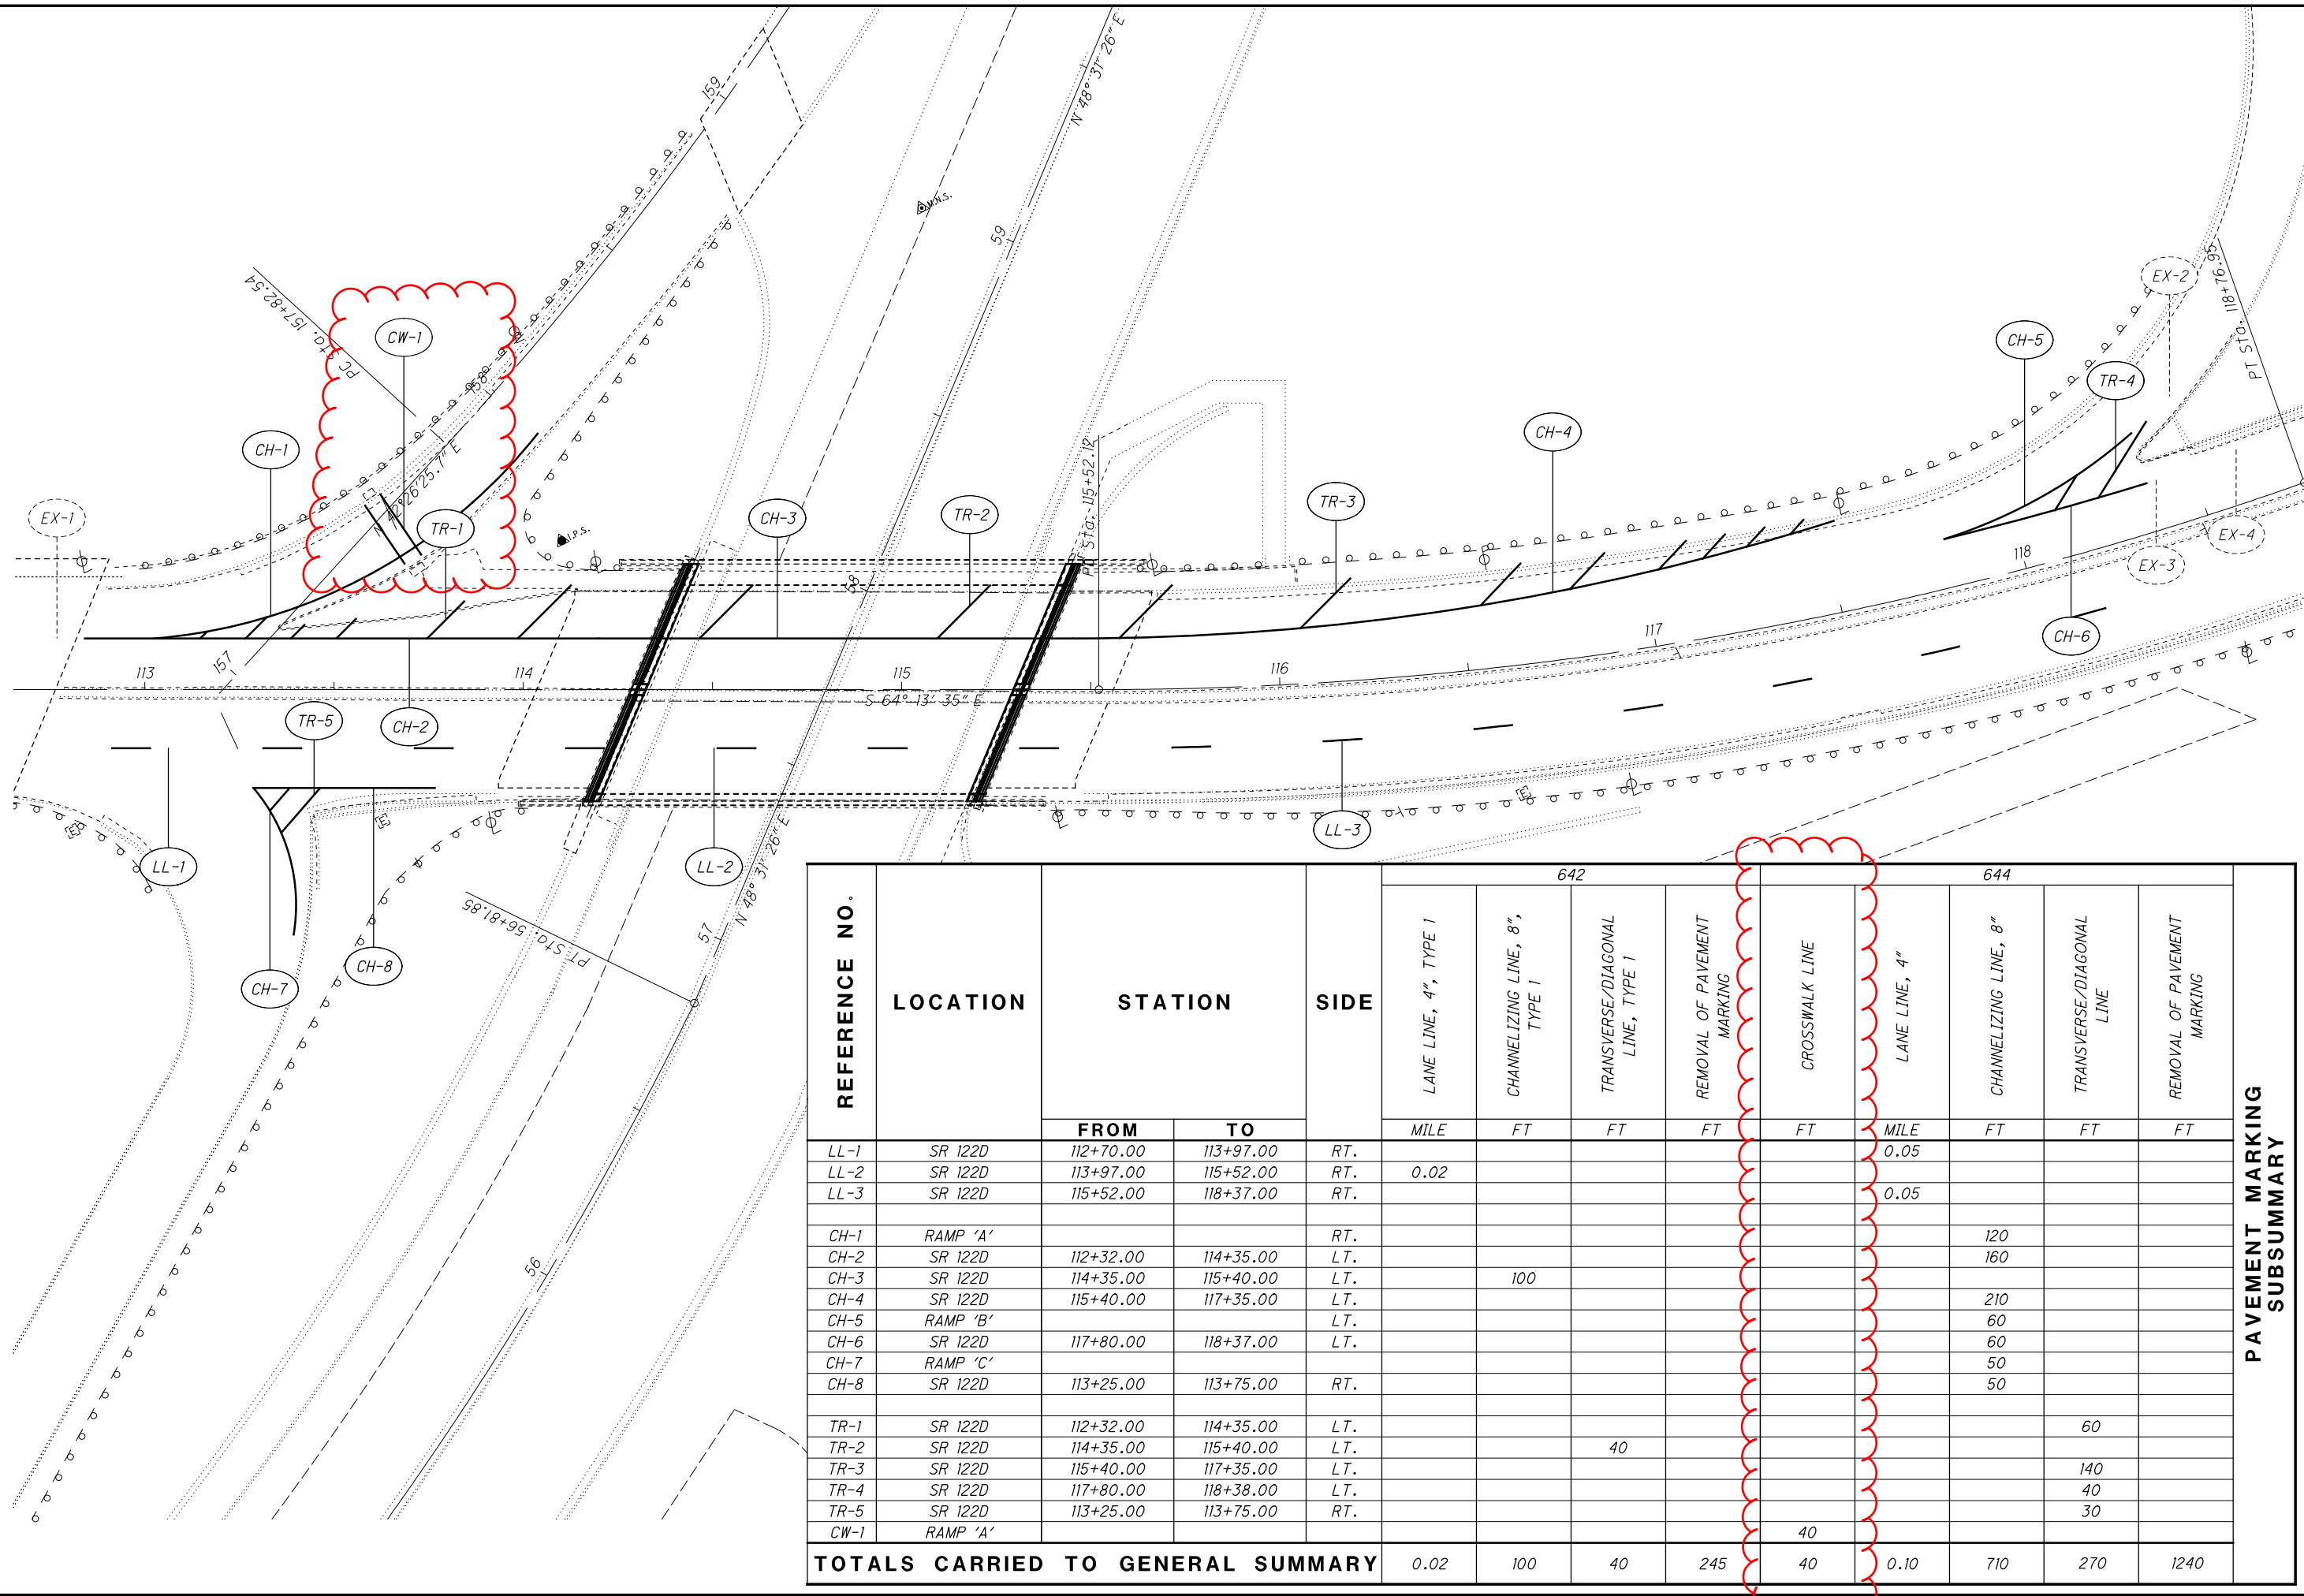 159
N 48° 31' 26" E
M.N.S.
59
PC Sta. 157+82.54
CW-1
158
EX-2
PT Sta. 118+76.95
CH-5
TR-4
CH-1
CH-4
EX-1
TR-1
I.P.S.
CH-3
TR-2
TR-3
EX-4
118
EX-3
58
117
CH-6
157
113
114
115
116
S 64° 13' 35" E
TR-5
CH-2
LL-1
LL-2
LL-3
N 48° 31' 26" E
57
PT Sta. 56+81.85
CH-8
CH-7
56
REFERENCE NO.
LOCATION
STATION
SIDE
FROM
TO
642
644
LANE LINE, 4", TYPE 1
CHANNELIZING LINE, 8", TYPE 1
TRANSVERSE/DIAGONAL LINE, TYPE 1
REMOVAL OF PAVEMENT MARKING
CROSSWALK LINE
LANE LINE, 4"
CHANNELIZING LINE, 8"
TRANSVERSE/DIAGONAL LINE
REMOVAL OF PAVEMENT MARKING
MILE FT FT FT FT MILE FT FT FT
LL-1 SR 122D 112+70.00 113+97.00 RT. 0.05
LL-2 SR 122D 113+97.00 115+52.00 RT. 0.02
LL-3 SR 122D 115+52.00 118+37.00 RT. 0.05
CH-1 RAMP 'A' RT. 120
CH-2 SR 122D 112+32.00 114+35.00 LT. 160
CH-3 SR 122D 114+35.00 115+40.00 LT. 100
CH-4 SR 122D 115+40.00 117+35.00 LT. 210
CH-5 RAMP 'B' LT. 60
CH-6 SR 122D 117+80.00 118+37.00 LT. 60
CH-7 RAMP 'C' 50
CH-8 SR 122D 113+25.00 113+75.00 RT. 50
TR-1 SR 122D 112+32.00 114+35.00 LT. 60
TR-2 SR 122D 114+35.00 115+40.00 LT. 40
TR-3 SR 122D 115+40.00 117+35.00 LT. 140
TR-4 SR 122D 117+80.00 118+38.00 LT. 40
TR-5 SR 122D 113+25.00 113+75.00 RT. 30
CW-1 RAMP 'A' 40
TOTALS CARRIED TO GENERAL SUMMARY 0.02 100 40 245 40 0.10 710 270 1240
PAVEMENT MARKING
SUBSUMMARY